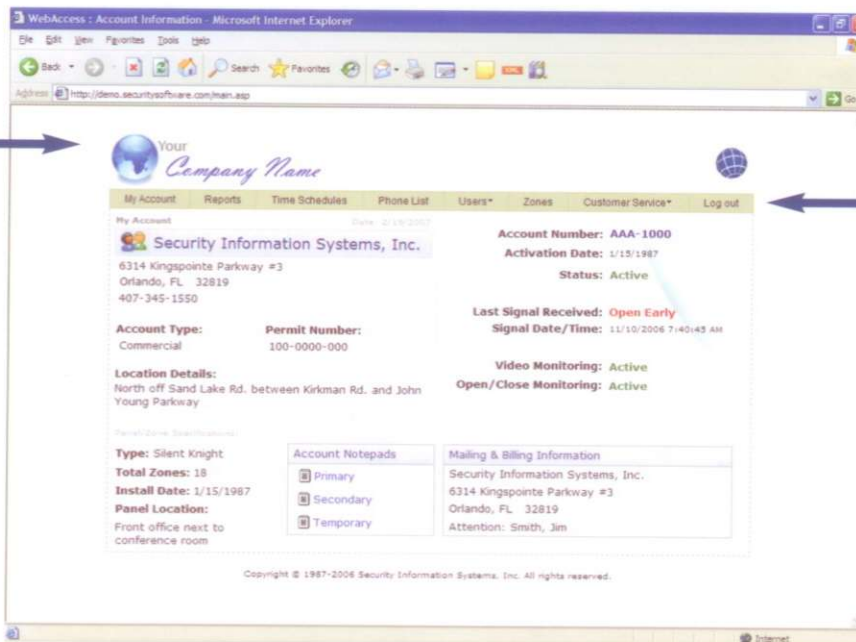 WebAccess : Account Information - Microsoft Internet Explorer
File Edit View Favorites Tools Help
Back Search Favorites
Address http://demo.securitysoftware.com/main.asp Go
Your
Company Name
My Account Reports Time Schedules Phone List Users Zones Customer Service Log out
My Account Date: 2/19/2007
Security Information Systems, Inc.
6314 Kingspointe Parkway #3
Orlando, FL 32819
407-345-1550
Account Number: AAA-1000
Activation Date: 1/15/1987
Status: Active
Last Signal Received: Open Early
Signal Date/Time: 11/10/2006 7:40:45 AM
Account Type: Permit Number:
Commercial 100-0000-000
Video Monitoring: Active
Open/Close Monitoring: Active
Location Details:
North off Sand Lake Rd. between Kirkman Rd. and John
Young Parkway
Panel/Zone Specifications
Type: Silent Knight
Total Zones: 18
Install Date: 1/15/1987
Panel Location:
Front office next to
conference room
Account Notepads
Primary
Secondary
Temporary
Mailing & Billing Information
Security Information Systems, Inc.
6314 Kingspointe Parkway #3
Orlando, FL 32819
Attention: Smith, Jim
Copyright © 1987-2006 Security Information Systems, Inc. All rights reserved.
Internet